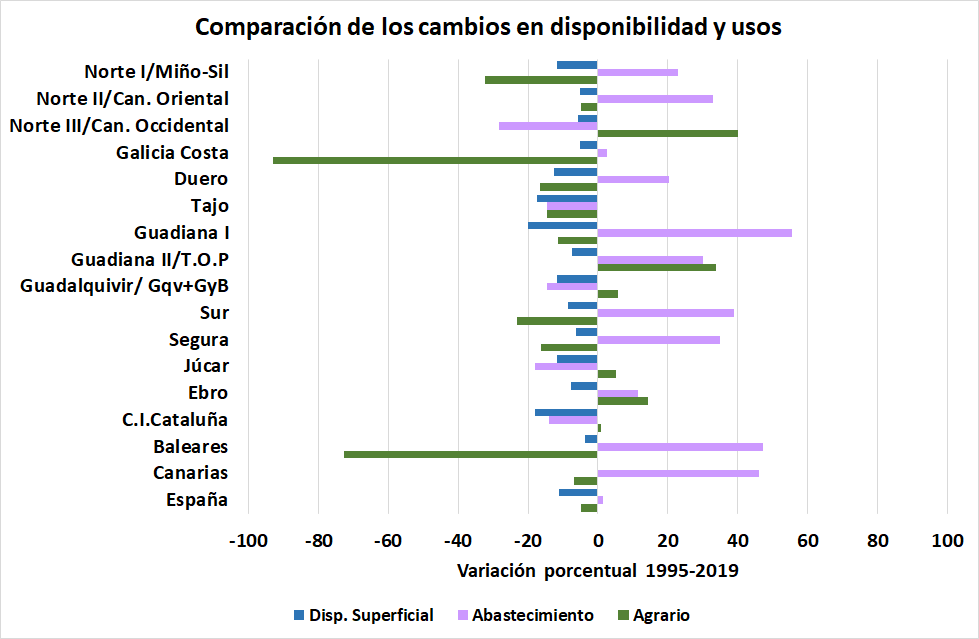 Comparación de los cambios en disponibilidad y usos
Norte I/Miño-Sil
Norte II/Can. Oriental
Norte III/Can. Occidental
Galicia Costa
Duero
Tajo
Guadiana I
Guadiana II/T.O.P
Guadalquivir/ Gqv+GyB
Sur
Segura
Júcar
Ebro
C.I.Cataluña
Baleares
Canarias
España
-100 -80 -60 -40 -20 0 20 40 60 80 100
Variación porcentual 1995-2019
Disp. Superficial Abastecimiento Agrario